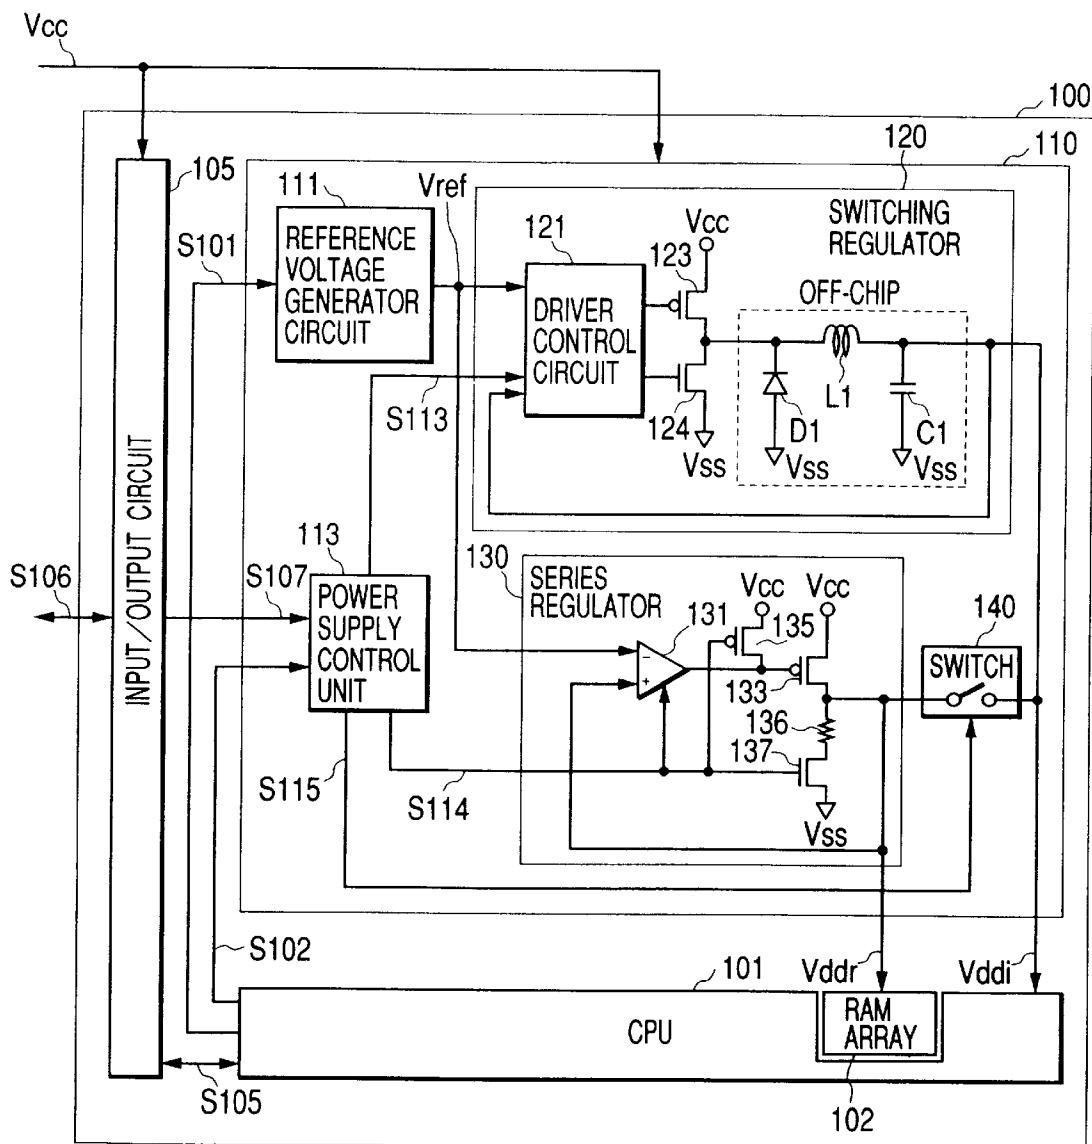 Vcc
100
110
120
105
111
Vref
SWITCHING
REGULATOR
S101
REFERENCE
VOLTAGE
GENERATOR
CIRCUIT
121
Vcc
123
OFF-CHIP
DRIVER
CONTROL
CIRCUIT
S113
124
L1
D1
C1
Vss
Vss
Vss
INPUT/OUTPUT CIRCUIT
113
130
SERIES
REGULATOR
Vcc
Vcc
S106
S107
POWER
SUPPLY
CONTROL
UNIT
131
135
140
SWITCH
-
+
133
136
137
S115
S114
Vss
S102
101
Vddr
Vddi
CPU
RAM
ARRAY
S105
102